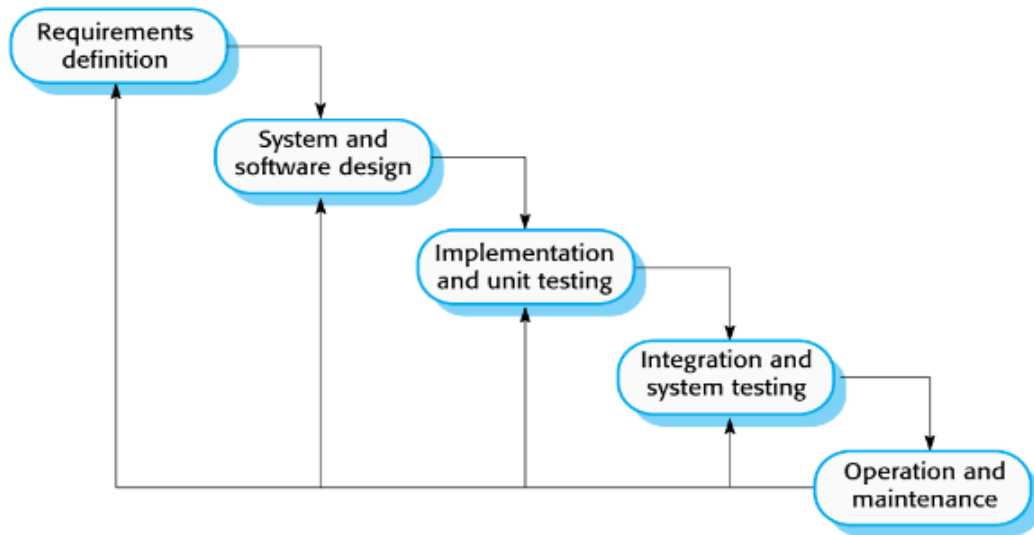 Requirements
definition
System and
software design
Implementation
and unit testing
Integration and
system testing
Operation and
maintenance